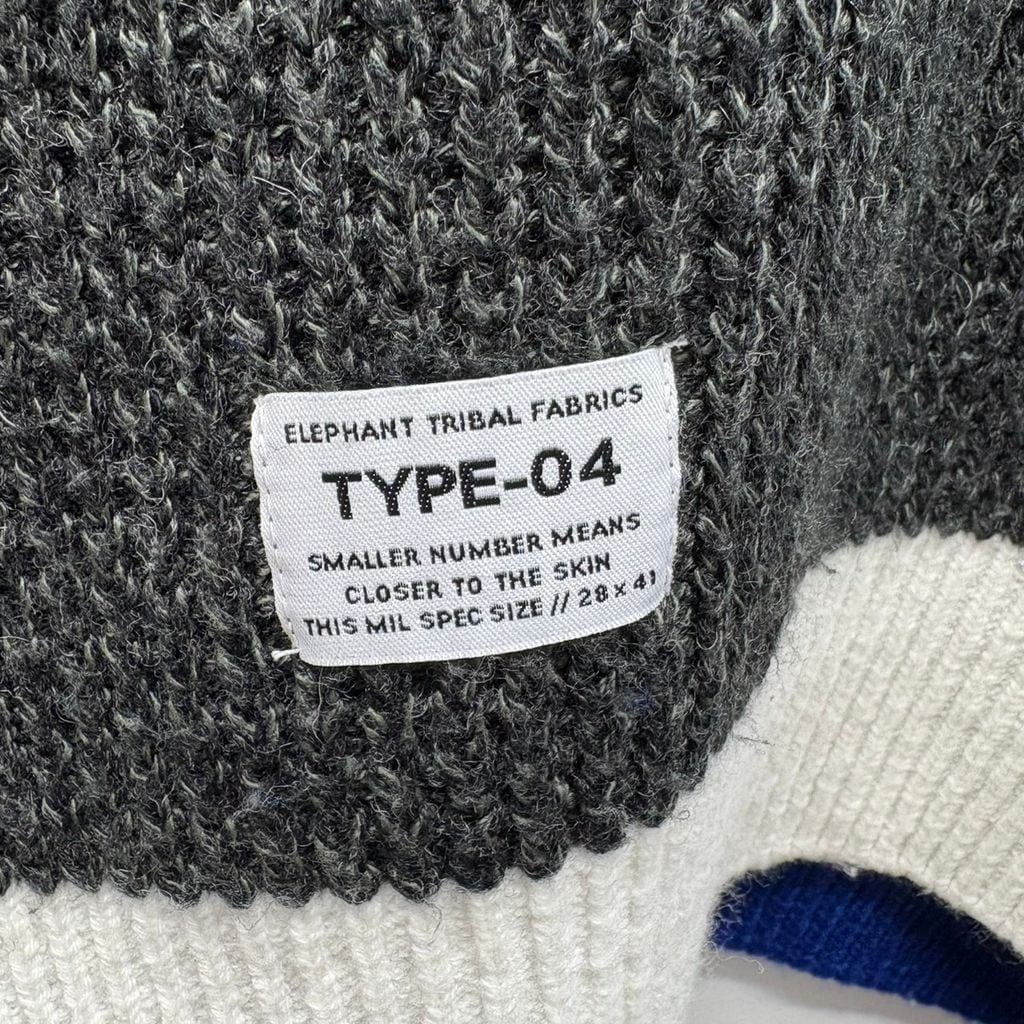 ELEPHANT TRIBAL FABRICS
TYPE-04
SMALLER NUMBER MEANS
CLOSER TO THE SKIN
THIS MIL SPEC SIZE // 28 x 41